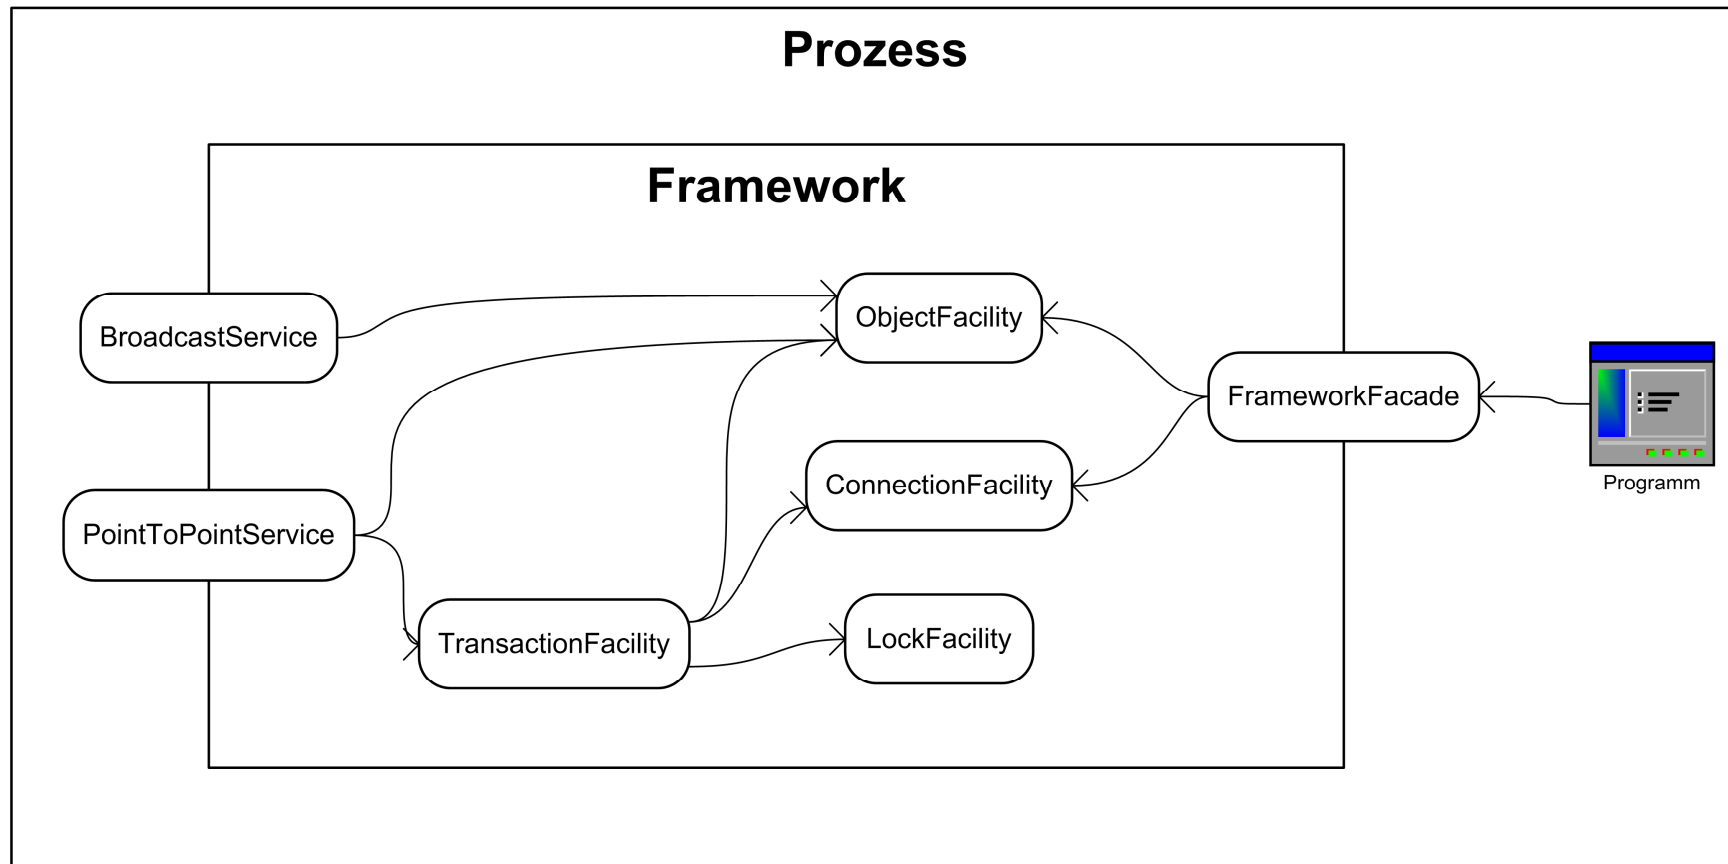 Prozess
Framework
BroadcastService
ObjectFacility
FrameworkFacade
ConnectionFacility
Programm
PointToPointService
TransactionFacility
LockFacility